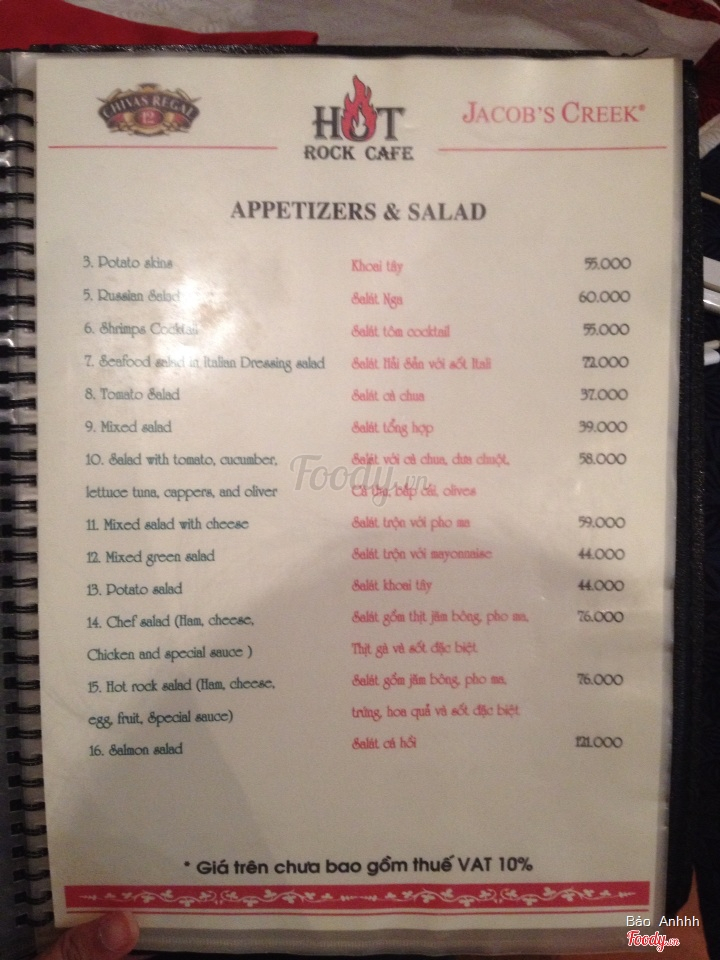 CHIVAS REGAL
12
HOT
ROCK CAFE
JACOB'S CREEK®
APPETIZERS & SALAD
3. Potato skins Khoai tây 55.000
5. Russian Salad Salát Nga 60.000
6. Shrimps Cocktail Salát tôm cocktail 55.000
7. Seafood salad in italian Dressing salad Salát Hải Sản với sốt Itali 72.000
8. Tomato Salad Salát cà chua 37.000
9. Mixed salad Salát tổng hợp 39.000
10. Salad with tomato, cucumber, Salát với cà chua, dưa chuột, 58.000
lettuce tuna, cappers, and oliver Cá thu, bắp cải, olives
11. Mixed salad with cheese Salát trộn với pho ma 59.000
12. Mixed green salad Salát trộn với mayonnaise 44.000
13. Potato salad Salát khoai tây 44.000
14. Chef salad (Ham, cheese, Salát gồm thịt jăm bông, pho ma, 76.000
Chicken and special sauce ) Thịt gà và sốt đặc biệt
15. Hot rock salad (Ham, cheese, Salát gồm jăm bông, pho ma, 76.000
egg, fruit, Special sauce) trứng, hoa quả và sốt đặc biệt
16. Salmon salad Salát cá hồi 121.000
Foody.vn
* Giá trên chưa bao gồm thuế VAT 10%
Bảo Anhhh
Foody.vn